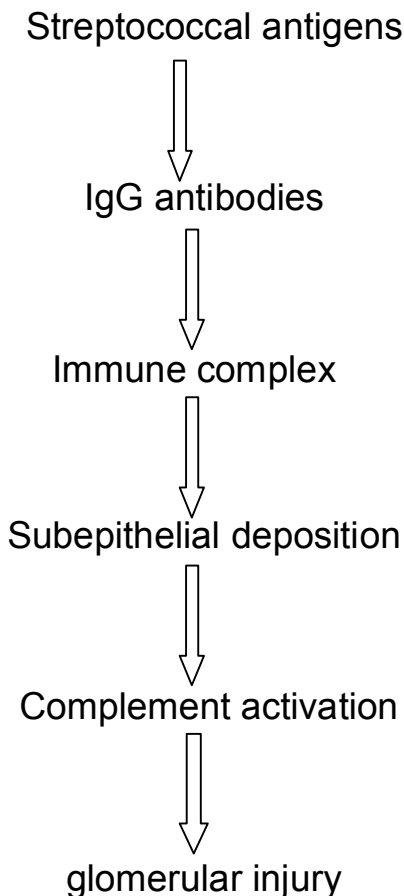 Streptococcal antigens
IgG antibodies
Immune complex
Subepithelial deposition
Complement activation
glomerular injury